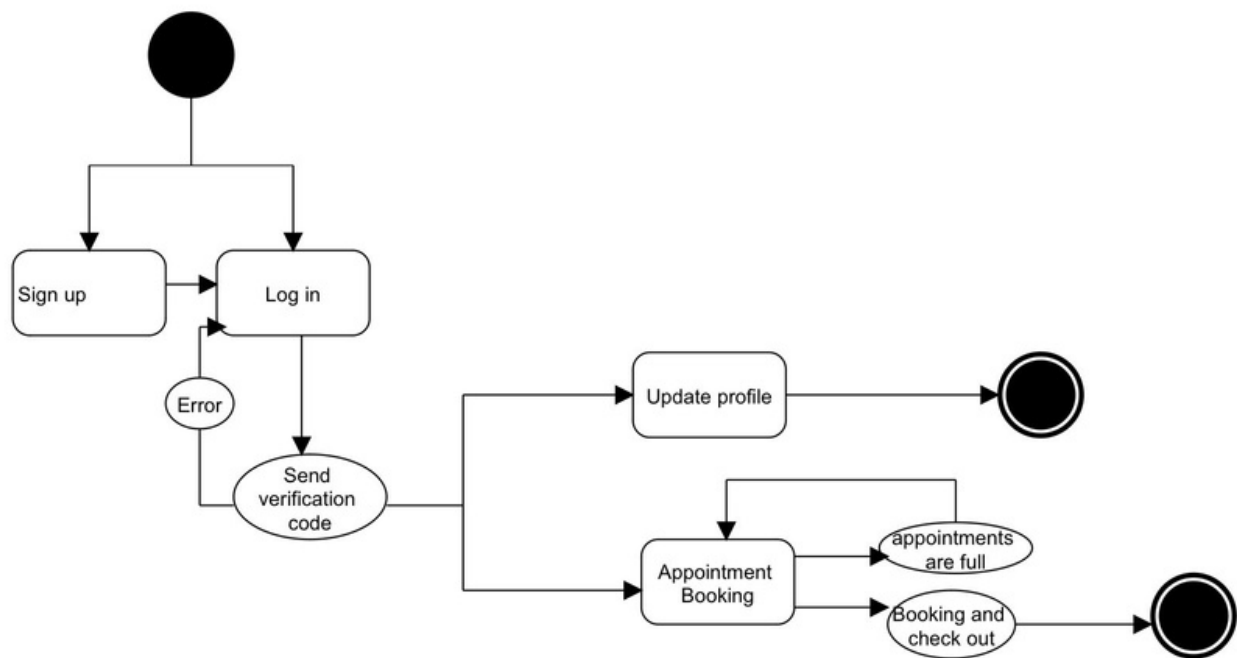 Sign up
Log in
Error
Update profile
Send
verification
code
appointments
are full
Appointment
Booking
Booking and
check out